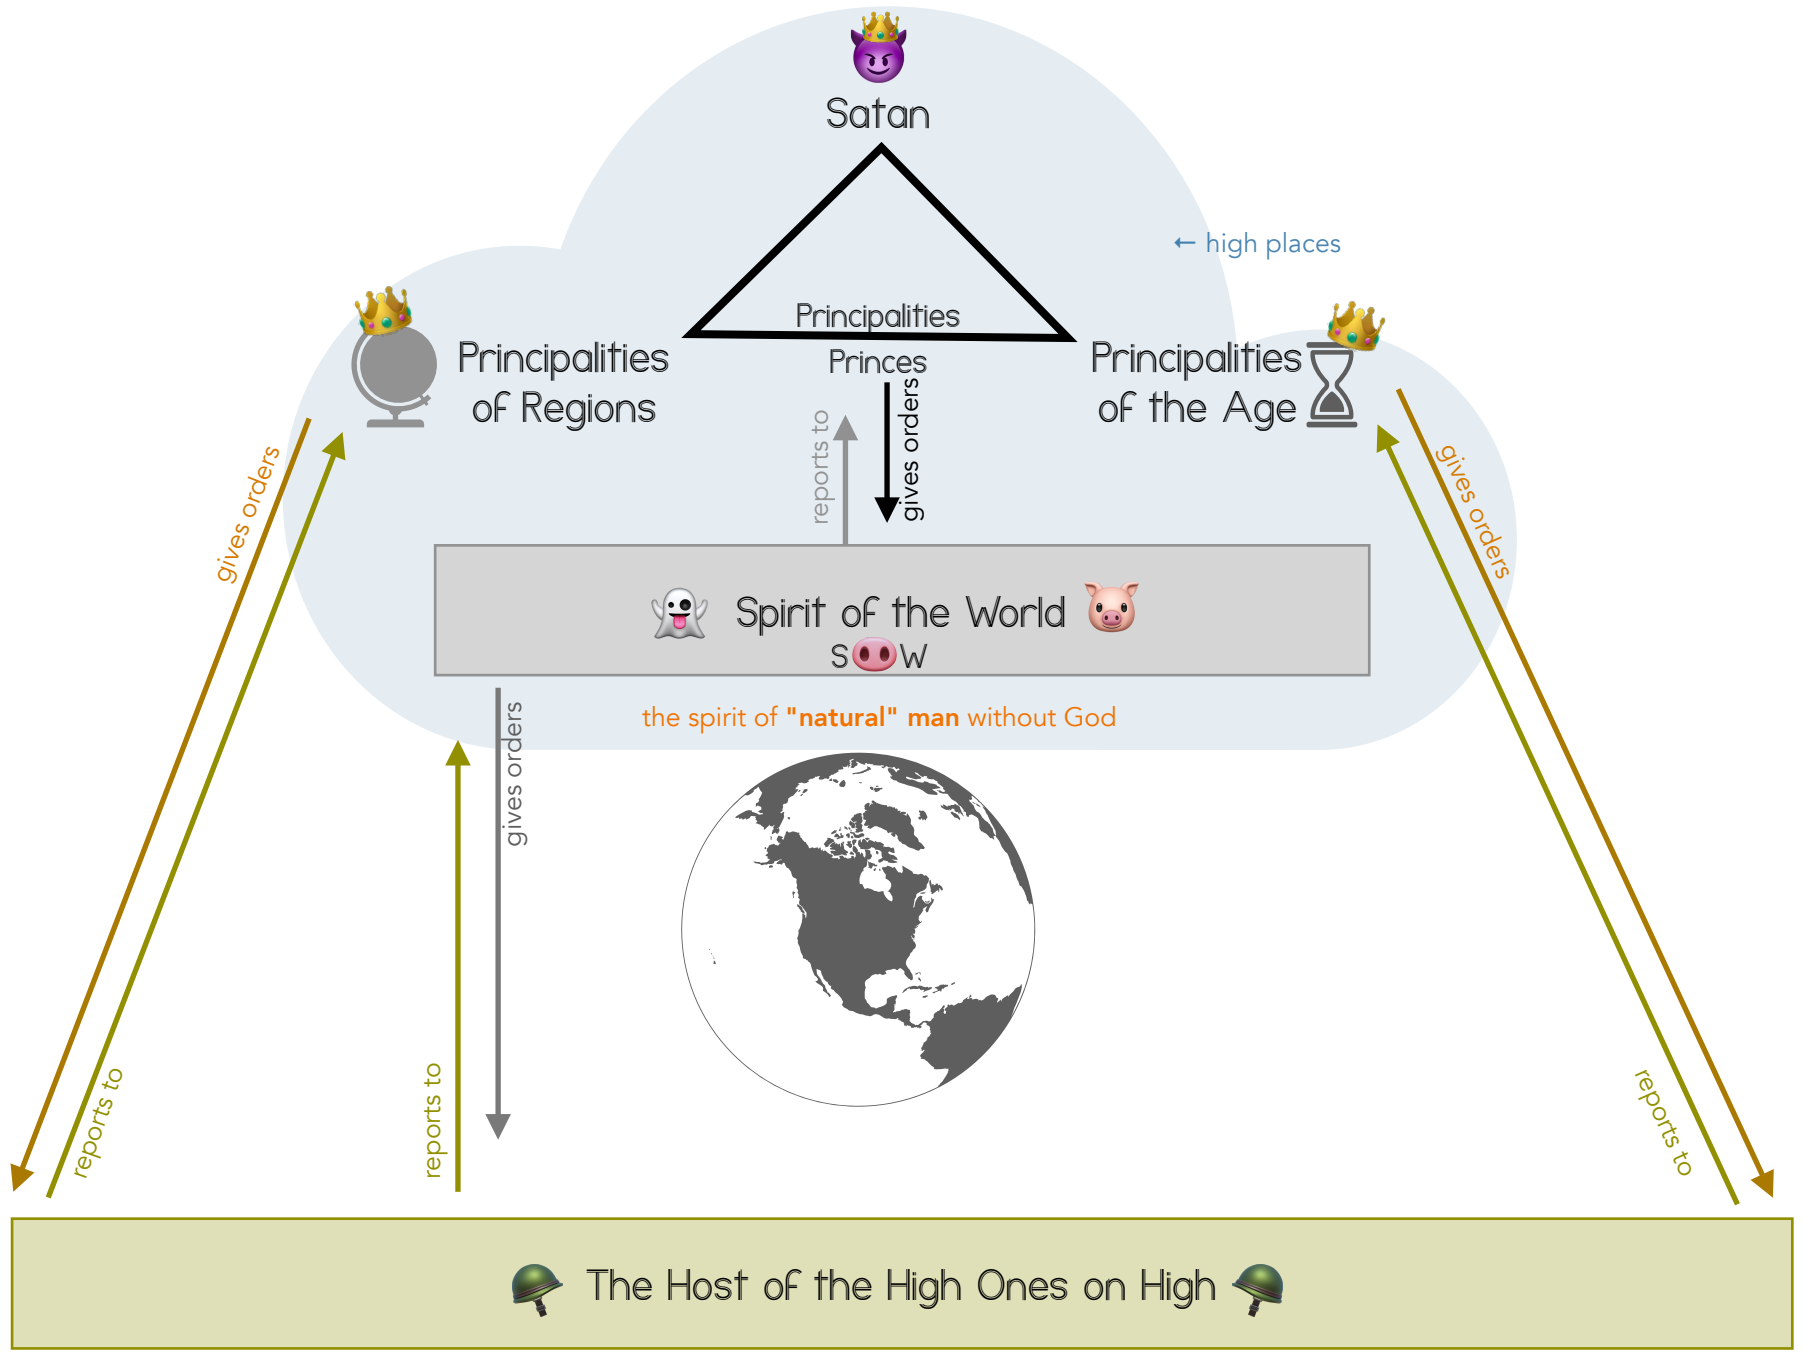 Satan
← high places
Principalities
Princes
Principalities
of Regions
Principalities
of the Age
gives orders
reports to
gives orders
gives orders
Spirit of the World
S🐽W
the spirit of "natural" man without God
gives orders
reports to
reports to
reports to
The Host of the High Ones on High